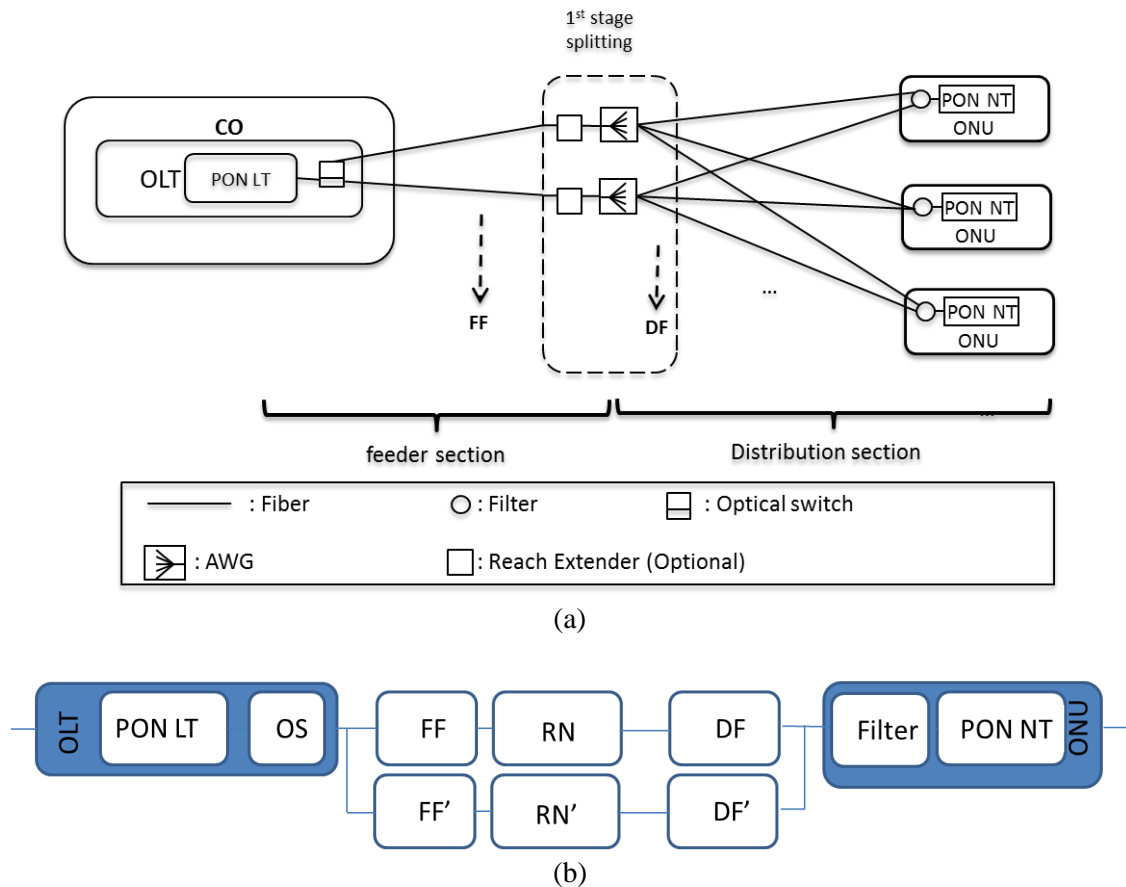 1st stage
splitting
CO
OLT
PON LT
PON NT
ONU
PON NT
ONU
...
PON NT
ONU
FF
DF
...
feeder section
Distribution section
: Fiber
: Filter
: Optical switch
: AWG
: Reach Extender (Optional)
(a)
OLT
PON LT
OS
FF
RN
DF
Filter
PON NT
ONU
FF’
RN’
DF’
(b)